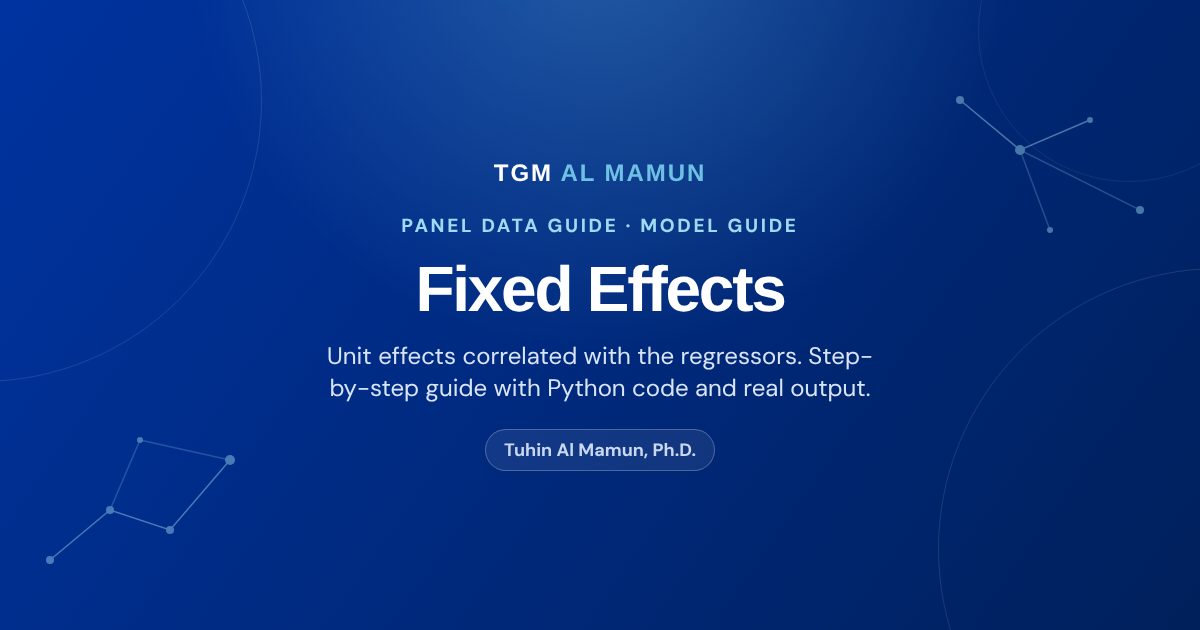 TGM AL MAMUN
PANEL DATA GUIDE · MODEL GUIDE
Fixed Effects
Unit effects correlated with the regressors. Step-
by-step guide with Python code and real output.
Tuhin Al Mamun, Ph.D.